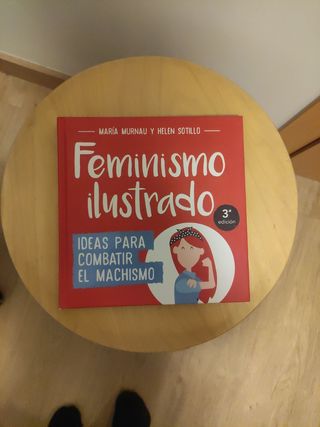 MARÍA MURNAU Y HELEN SOTILLO
Feminismo
ilustrado
3ª
edición
IDEAS PARA
COMBATIR
EL MACHISMO